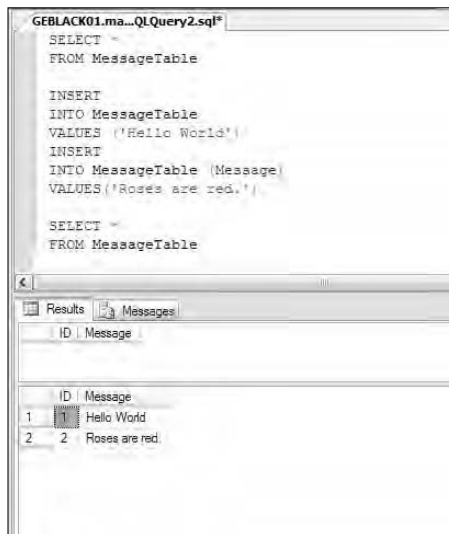 GEBLACK01.ma...QLQuery2.sql*
SELECT *
FROM MessageTable
INSERT
INTO MessageTable
VALUES ('Hello World')
INSERT
INTO MessageTable (Message)
VALUES('Roses are red.')
SELECT *
FROM MessageTable
Results Messages
ID Message
ID Message
1 1 Hello World
2 2 Roses are red.